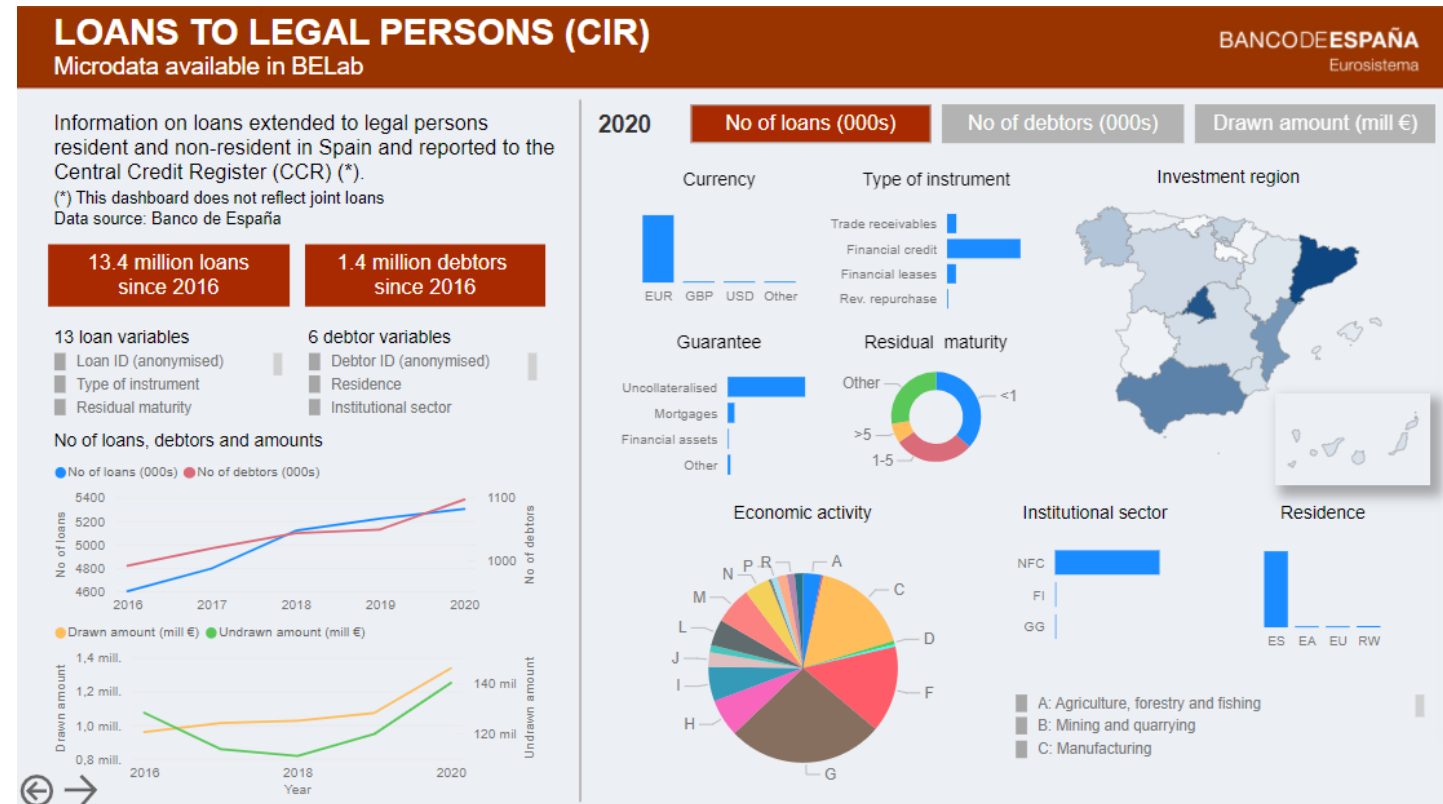 LOANS TO LEGAL PERSONS (CIR)
Microdata available in BELab
BANCODEESPAÑA
Eurosistema
Information on loans extended to legal persons
resident and non-resident in Spain and reported to the
Central Credit Register (CCR) (*).
(*) This dashboard does not reflect joint loans
Data source: Banco de España
13.4 million loans
since 2016
1.4 million debtors
since 2016
13 loan variables
Loan ID (anonymised)
Type of instrument
Residual maturity
6 debtor variables
Debtor ID (anonymised)
Residence
Institutional sector
No of loans, debtors and amounts
No of loans (000s) No of debtors (000s)
No of loans
5400
5200
5000
4800
4600
1100
1000
No of debtors
2016 2017 2018 2019 2020
Drawn amount (mill €) Undrawn amount (mill €)
Drawn amount
1,4 mill.
1,2 mill.
1,0 mill.
0,8 mill.
140 mil
120 mil
Undrawn amount
2016 2018 2020
Year
2020
No of loans (000s)
No of debtors (000s)
Drawn amount (mill €)
Currency
EUR GBP USD Other
Type of instrument
Trade receivables
Financial credit
Financial leases
Rev. repurchase
Investment region
Guarantee
Uncollateralised
Mortgages
Financial assets
Other
Residual maturity
Other
<1
>5
1-5
Economic activity
A
C
D
F
G
H
I
J
L
M
N
P
R
Institutional sector
NFC
FI
GG
Residence
ES EA EU RW
A: Agriculture, forestry and fishing
B: Mining and quarrying
C: Manufacturing